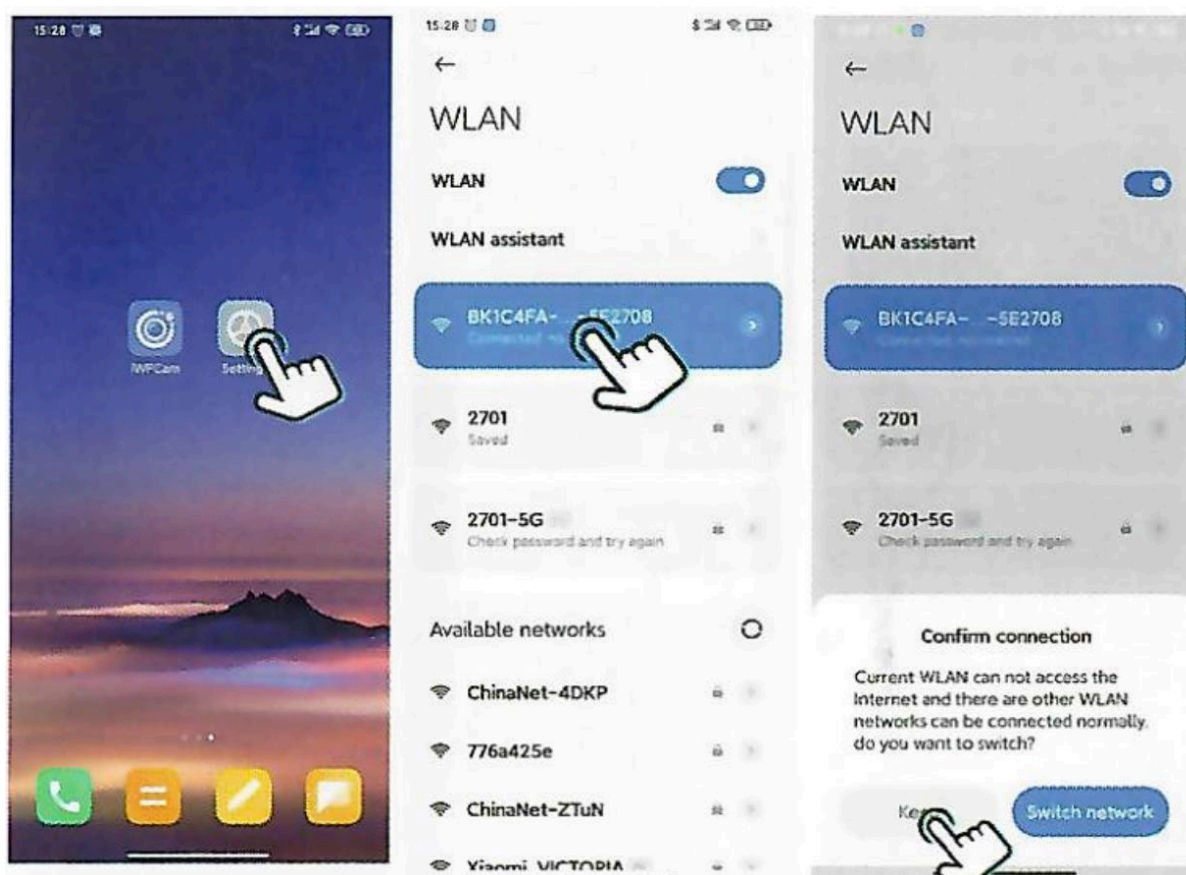 15:28
iWFCam
Setting
15:28
WLAN
WLAN
WLAN assistant
BK1C4FA- -5E2708
2701
Saved
2701-5G
Check password and try again
Available networks
ChinaNet-4DKP
776a425e
ChinaNet-ZTuN
Xiaomi_VICTORIA
WLAN
WLAN
WLAN assistant
BK1C4FA- -5E2708
2701
Saved
2701-5G
Check password and try again
Confirm connection
Current WLAN can not access the
Internet and there are other WLAN
networks can be connected normally,
do you want to switch?
Switch network